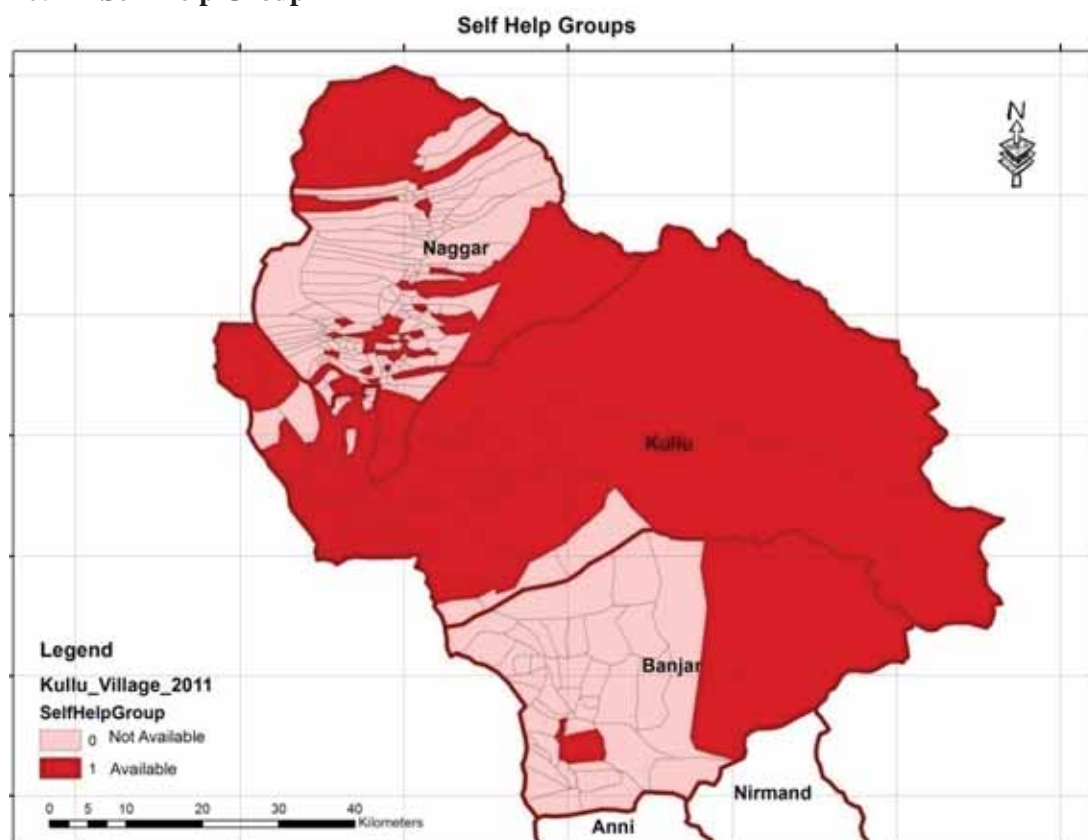 Self Help Groups
N
Naggar
Kullu
Banjar
Nirmand
Anni
Legend
Kullu_Village_2011
SelfHelpGroup
0 Not Available
1 Available
0 5 10 20 30 40
Kilometers